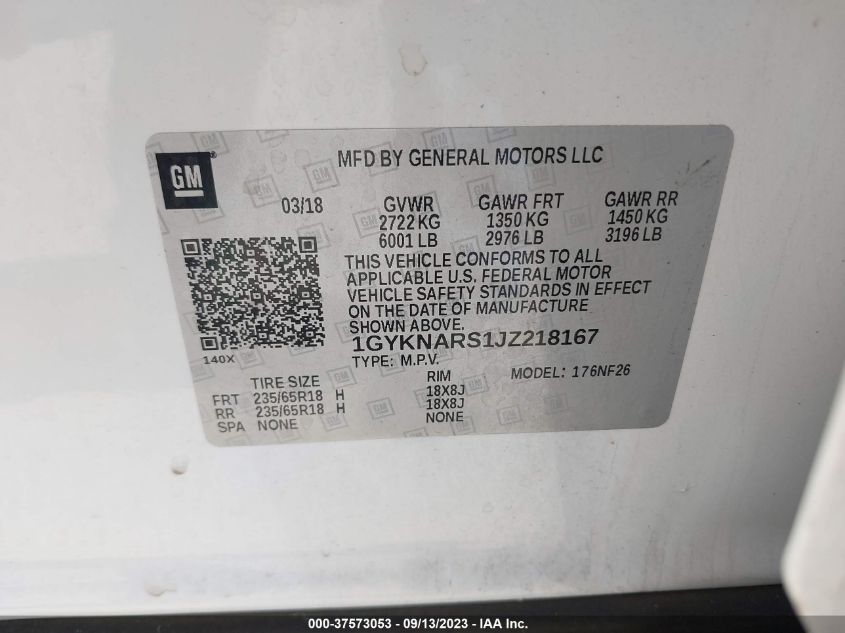 GM
MFD BY GENERAL MOTORS LLC
03/18
GVWR GAWR FRT GAWR RR
2722 KG 1350 KG 1450 KG
6001 LB 2976 LB 3196 LB
THIS VEHICLE CONFORMS TO ALL
APPLICABLE U.S. FEDERAL MOTOR
VEHICLE SAFETY STANDARDS IN EFFECT
ON THE DATE OF MANUFACTURE
SHOWN ABOVE.
140X
1GYKNARS1JZ218167
TYPE: M.P.V. MODEL: 176NF26
TIRE SIZE RIM
FRT 235/65R18 H 18X8J
RR 235/65R18 H 18X8J
SPA NONE NONE
000-37573053 - 09/13/2023 - IAA Inc.